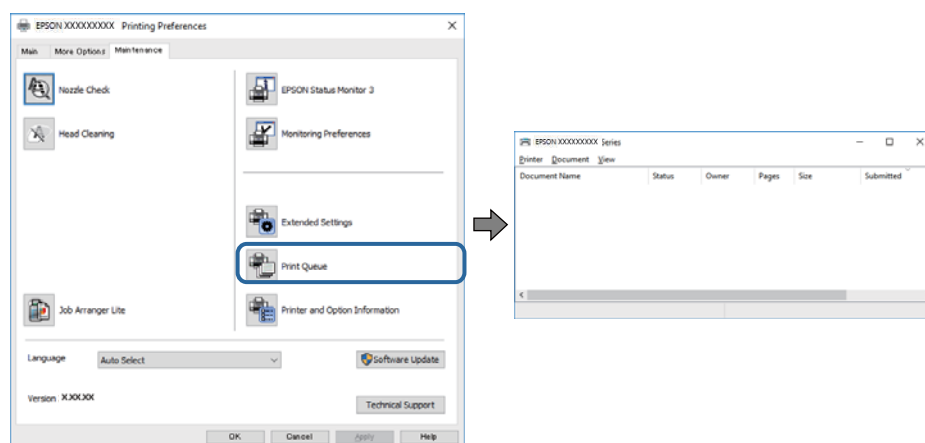 EPSON XXXXXXXXX Printing Preferences
Main More Options Maintenance
Nozzle Check
EPSON Status Monitor 3
Head Cleaning
Monitoring Preferences
Extended Settings
Print Queue
Job Arranger Lite
Printer and Option Information
Language Auto Select
Software Update
Version X.XX.XX
Technical Support
OK Cancel Apply Help
EPSON XXXXXXXXX Series
Printer Document View
Document Name Status Owner Pages Size Submitted